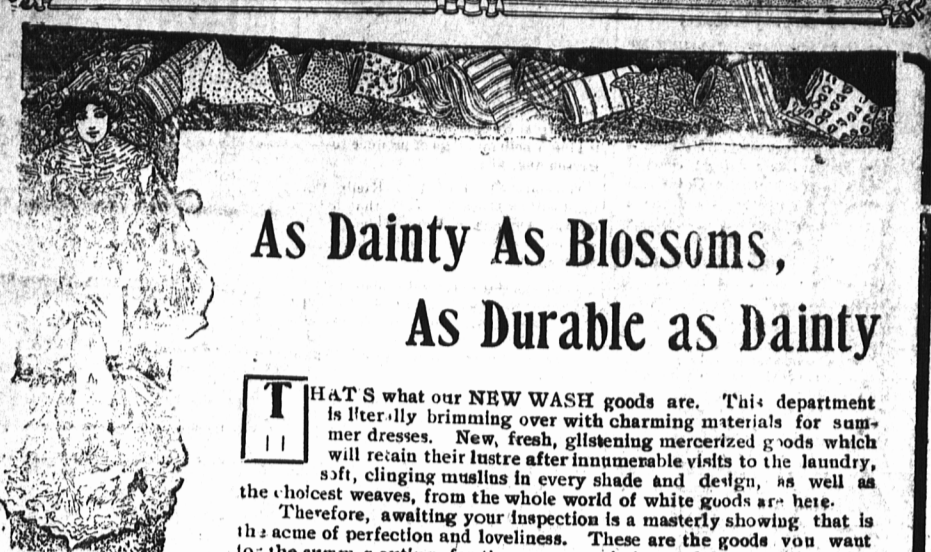 As Dainty As Blossoms,
As Durable as Dainty
THAT'S what our NEW WASH goods are. This department
is literally brimming over with charming materials for sum-
mer dresses. New, fresh, glistening mercerized goods which
will retain their lustre after innumerable visits to the laundry,
soft, clinging muslins in every shade and design, as well as
the choicest weaves, from the whole world of white goods are here.
Therefore, awaiting your inspection is a masterly showing that is
the acme of perfection and loveliness. These are the goods you want
for the